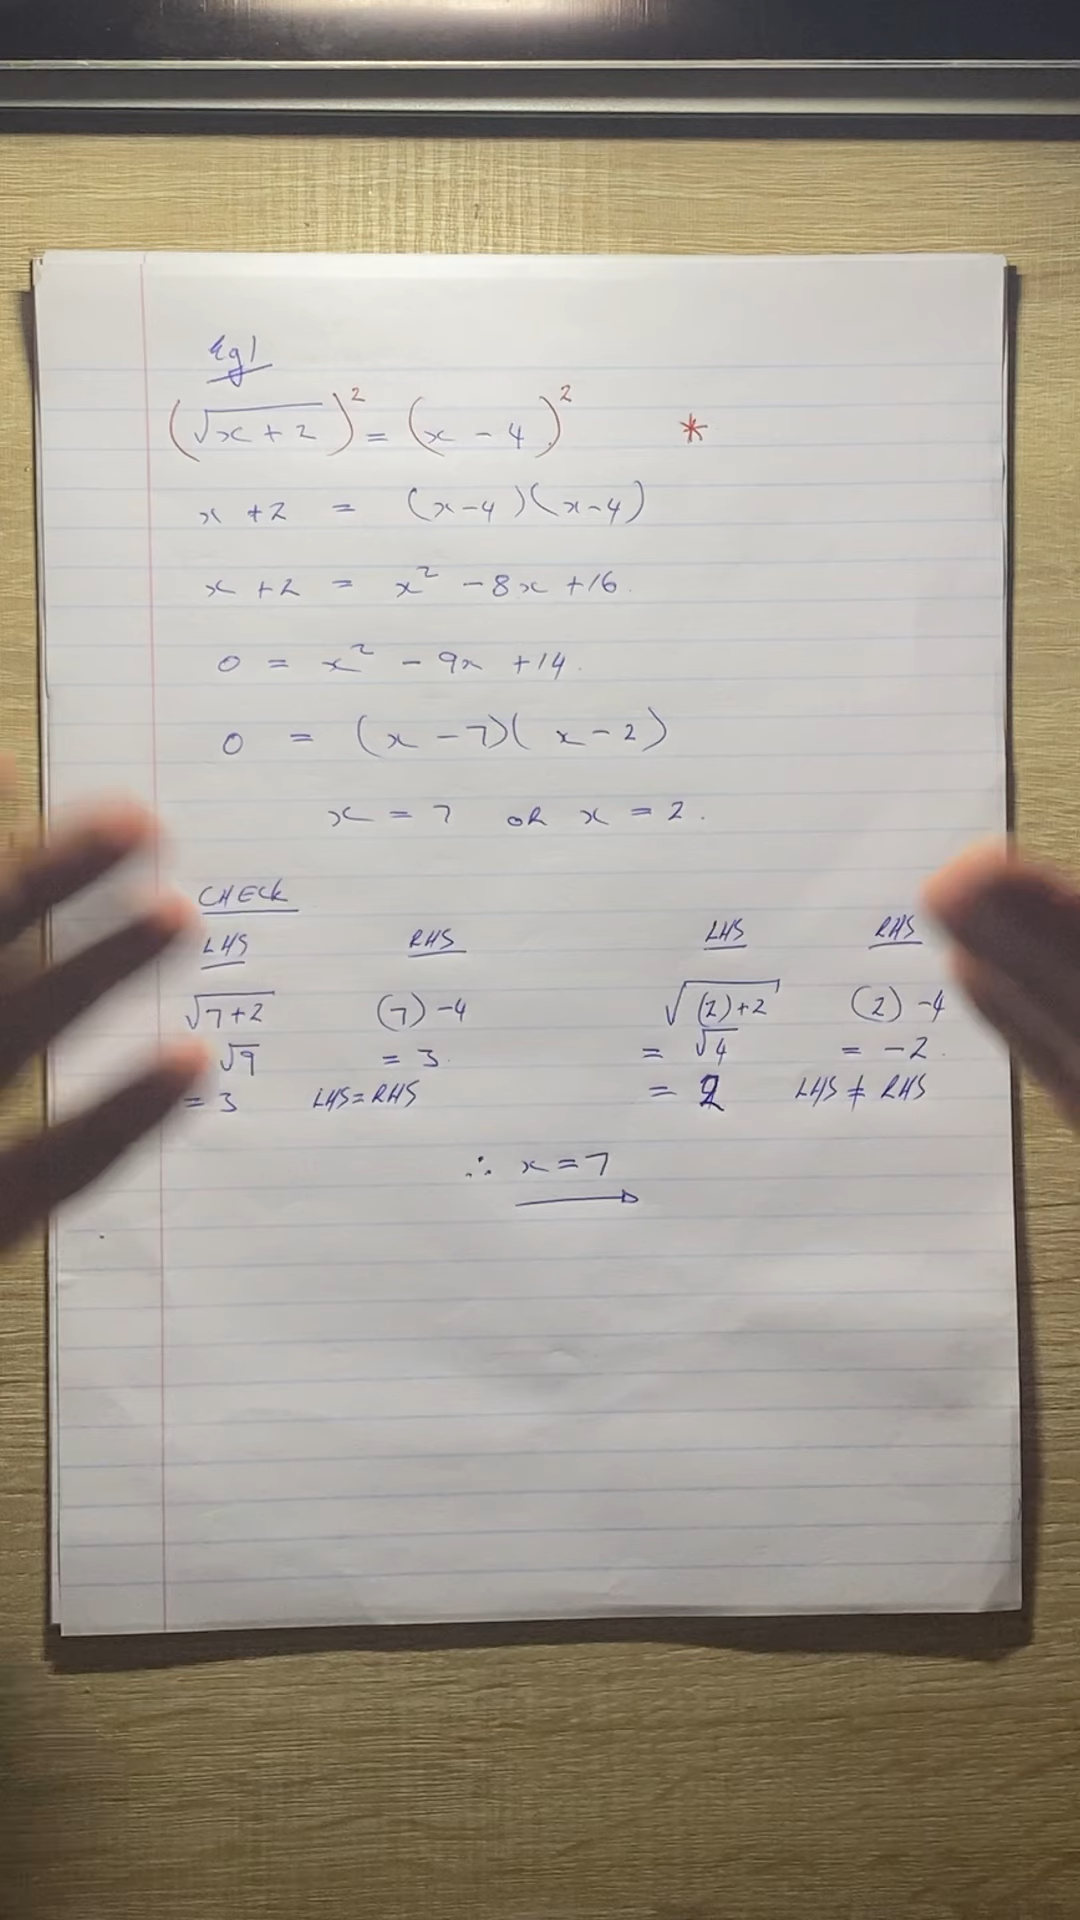 Eg1
(√x + 2)² = (x - 4)² *
x + 2 = (x-4)(x-4)
x + 2 = x² - 8x + 16
0 = x² - 9x + 14.
0 = (x - 7)(x - 2)
x = 7 OR x = 2.
CHECK
LHS RHS LHS RHS
√7+2 (7) -4 √(2)+2 (2) -4
√9 = 3 = √4 = -2.
= 3 LHS = RHS = 2 LHS ≠ RHS
∴ x = 7